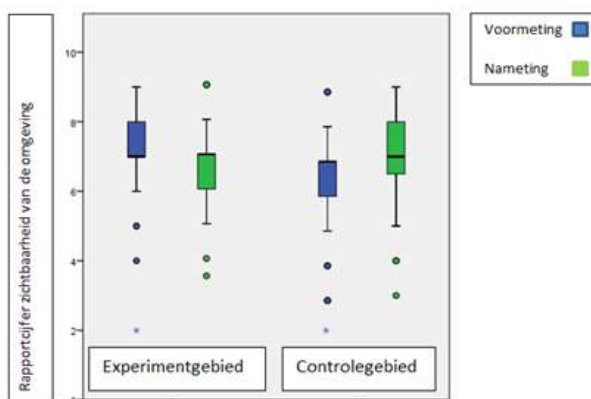 Rapportcijfer zichtbaarheid van de omgeving
10
8
6
4
2
Experimentgebied
Controlegebied
Voormeting
Nameting